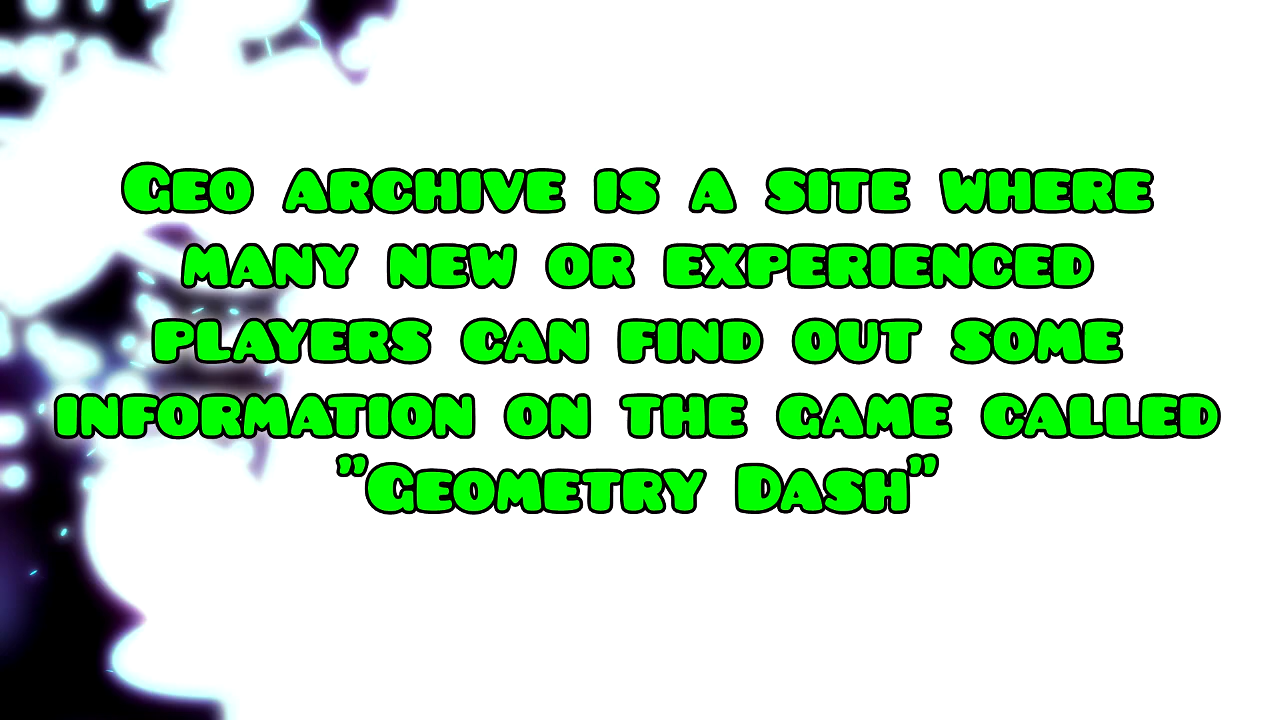 Geo archive is a site where
many new or experienced
players can find out some
information on the game called
"Geometry Dash"